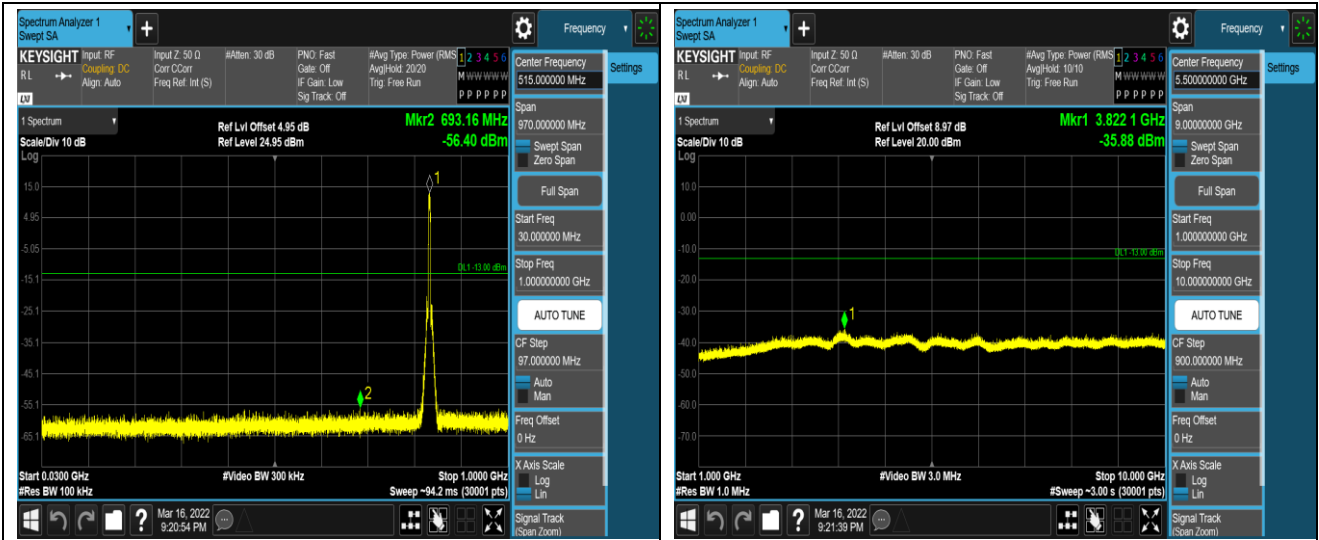 Spectrum Analyzer 1
Swept SA
+
Frequency
KEYSIGHT
Input: RF
Coupling: DC
Align: Auto
Input Z: 50 Ω
Corr CCorr
Freq Ref: Int (S)
#Atten: 30 dB
PNO: Fast
Gate: Off
IF Gain: Low
Sig Track: Off
#Avg Type: Power (RMS
Avg|Hold: 20/20
Trig: Free Run
1 2 3 4 5 6
M W W W W W
P P P P P P
RL
LXI
Center Frequency
515.000000 MHz
Settings
Span
970.000000 MHz
Swept Span
Zero Span
Full Span
Start Freq
30.000000 MHz
Stop Freq
1.000000000 GHz
AUTO TUNE
CF Step
97.000000 MHz
Auto
Man
Freq Offset
0 Hz
X Axis Scale
Log
Lin
Signal Track
(Span Zoom)
1 Spectrum
Scale/Div 10 dB
Ref Lvl Offset 4.95 dB
Ref Level 24.95 dBm
Mkr2 693.16 MHz
-56.40 dBm
Log
15.0
4.95
-5.05
-15.1
-25.1
-35.1
-45.1
-55.1
-65.1
1
DL1 -13.00 dBm
2
Start 0.0300 GHz
#Res BW 100 kHz
#Video BW 300 kHz
Stop 1.0000 GHz
Sweep ~94.2 ms (30001 pts)
?
Mar 16, 2022
9:20:54 PM
Spectrum Analyzer 1
Swept SA
+
Frequency
KEYSIGHT
Input: RF
Coupling: DC
Align: Auto
Input Z: 50 Ω
Corr CCorr
Freq Ref: Int (S)
#Atten: 30 dB
PNO: Fast
Gate: Off
IF Gain: Low
Sig Track: Off
#Avg Type: Power (RMS
Avg|Hold: 10/10
Trig: Free Run
1 2 3 4 5 6
M W W W W W
P P P P P P
RL
LXI
Center Frequency
5.500000000 GHz
Settings
Span
9.00000000 GHz
Swept Span
Zero Span
Full Span
Start Freq
1.000000000 GHz
Stop Freq
10.000000000 GHz
AUTO TUNE
CF Step
900.000000 MHz
Auto
Man
Freq Offset
0 Hz
X Axis Scale
Log
Lin
Signal Track
(Span Zoom)
1 Spectrum
Scale/Div 10 dB
Ref Lvl Offset 8.97 dB
Ref Level 20.00 dBm
Mkr1 3.822 1 GHz
-35.88 dBm
Log
10.0
0.00
-10.0
-20.0
-30.0
-40.0
-50.0
-60.0
-70.0
DL1 -13.00 dBm
1
Start 1.000 GHz
#Res BW 1.0 MHz
#Video BW 3.0 MHz
Stop 10.000 GHz
#Sweep ~3.00 s (30001 pts)
?
Mar 16, 2022
9:21:39 PM